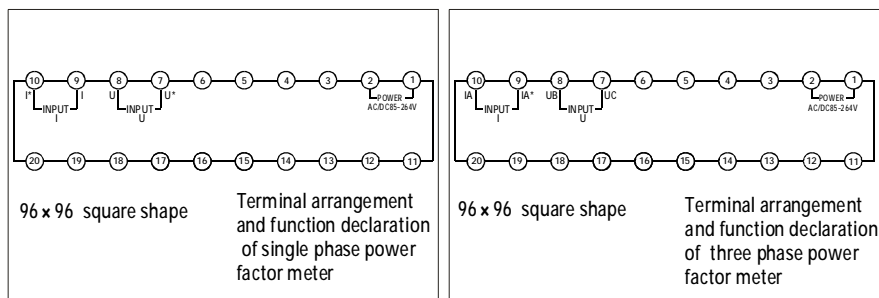 10 9 8 7 6 5 4 3 2 1
I* I U U* POWER
INPUT INPUT AC/DC85-264V
I U
20 19 18 17 16 15 14 13 12 11
96×96 square shape
Terminal arrangement
and function declaration
of single phase power
factor meter
10 9 8 7 6 5 4 3 2 1
IA IA* UB UC POWER
INPUT INPUT AC/DC85-264V
I U
20 19 18 17 16 15 14 13 12 11
96×96 square shape
Terminal arrangement
and function declaration
of three phase power
factor meter